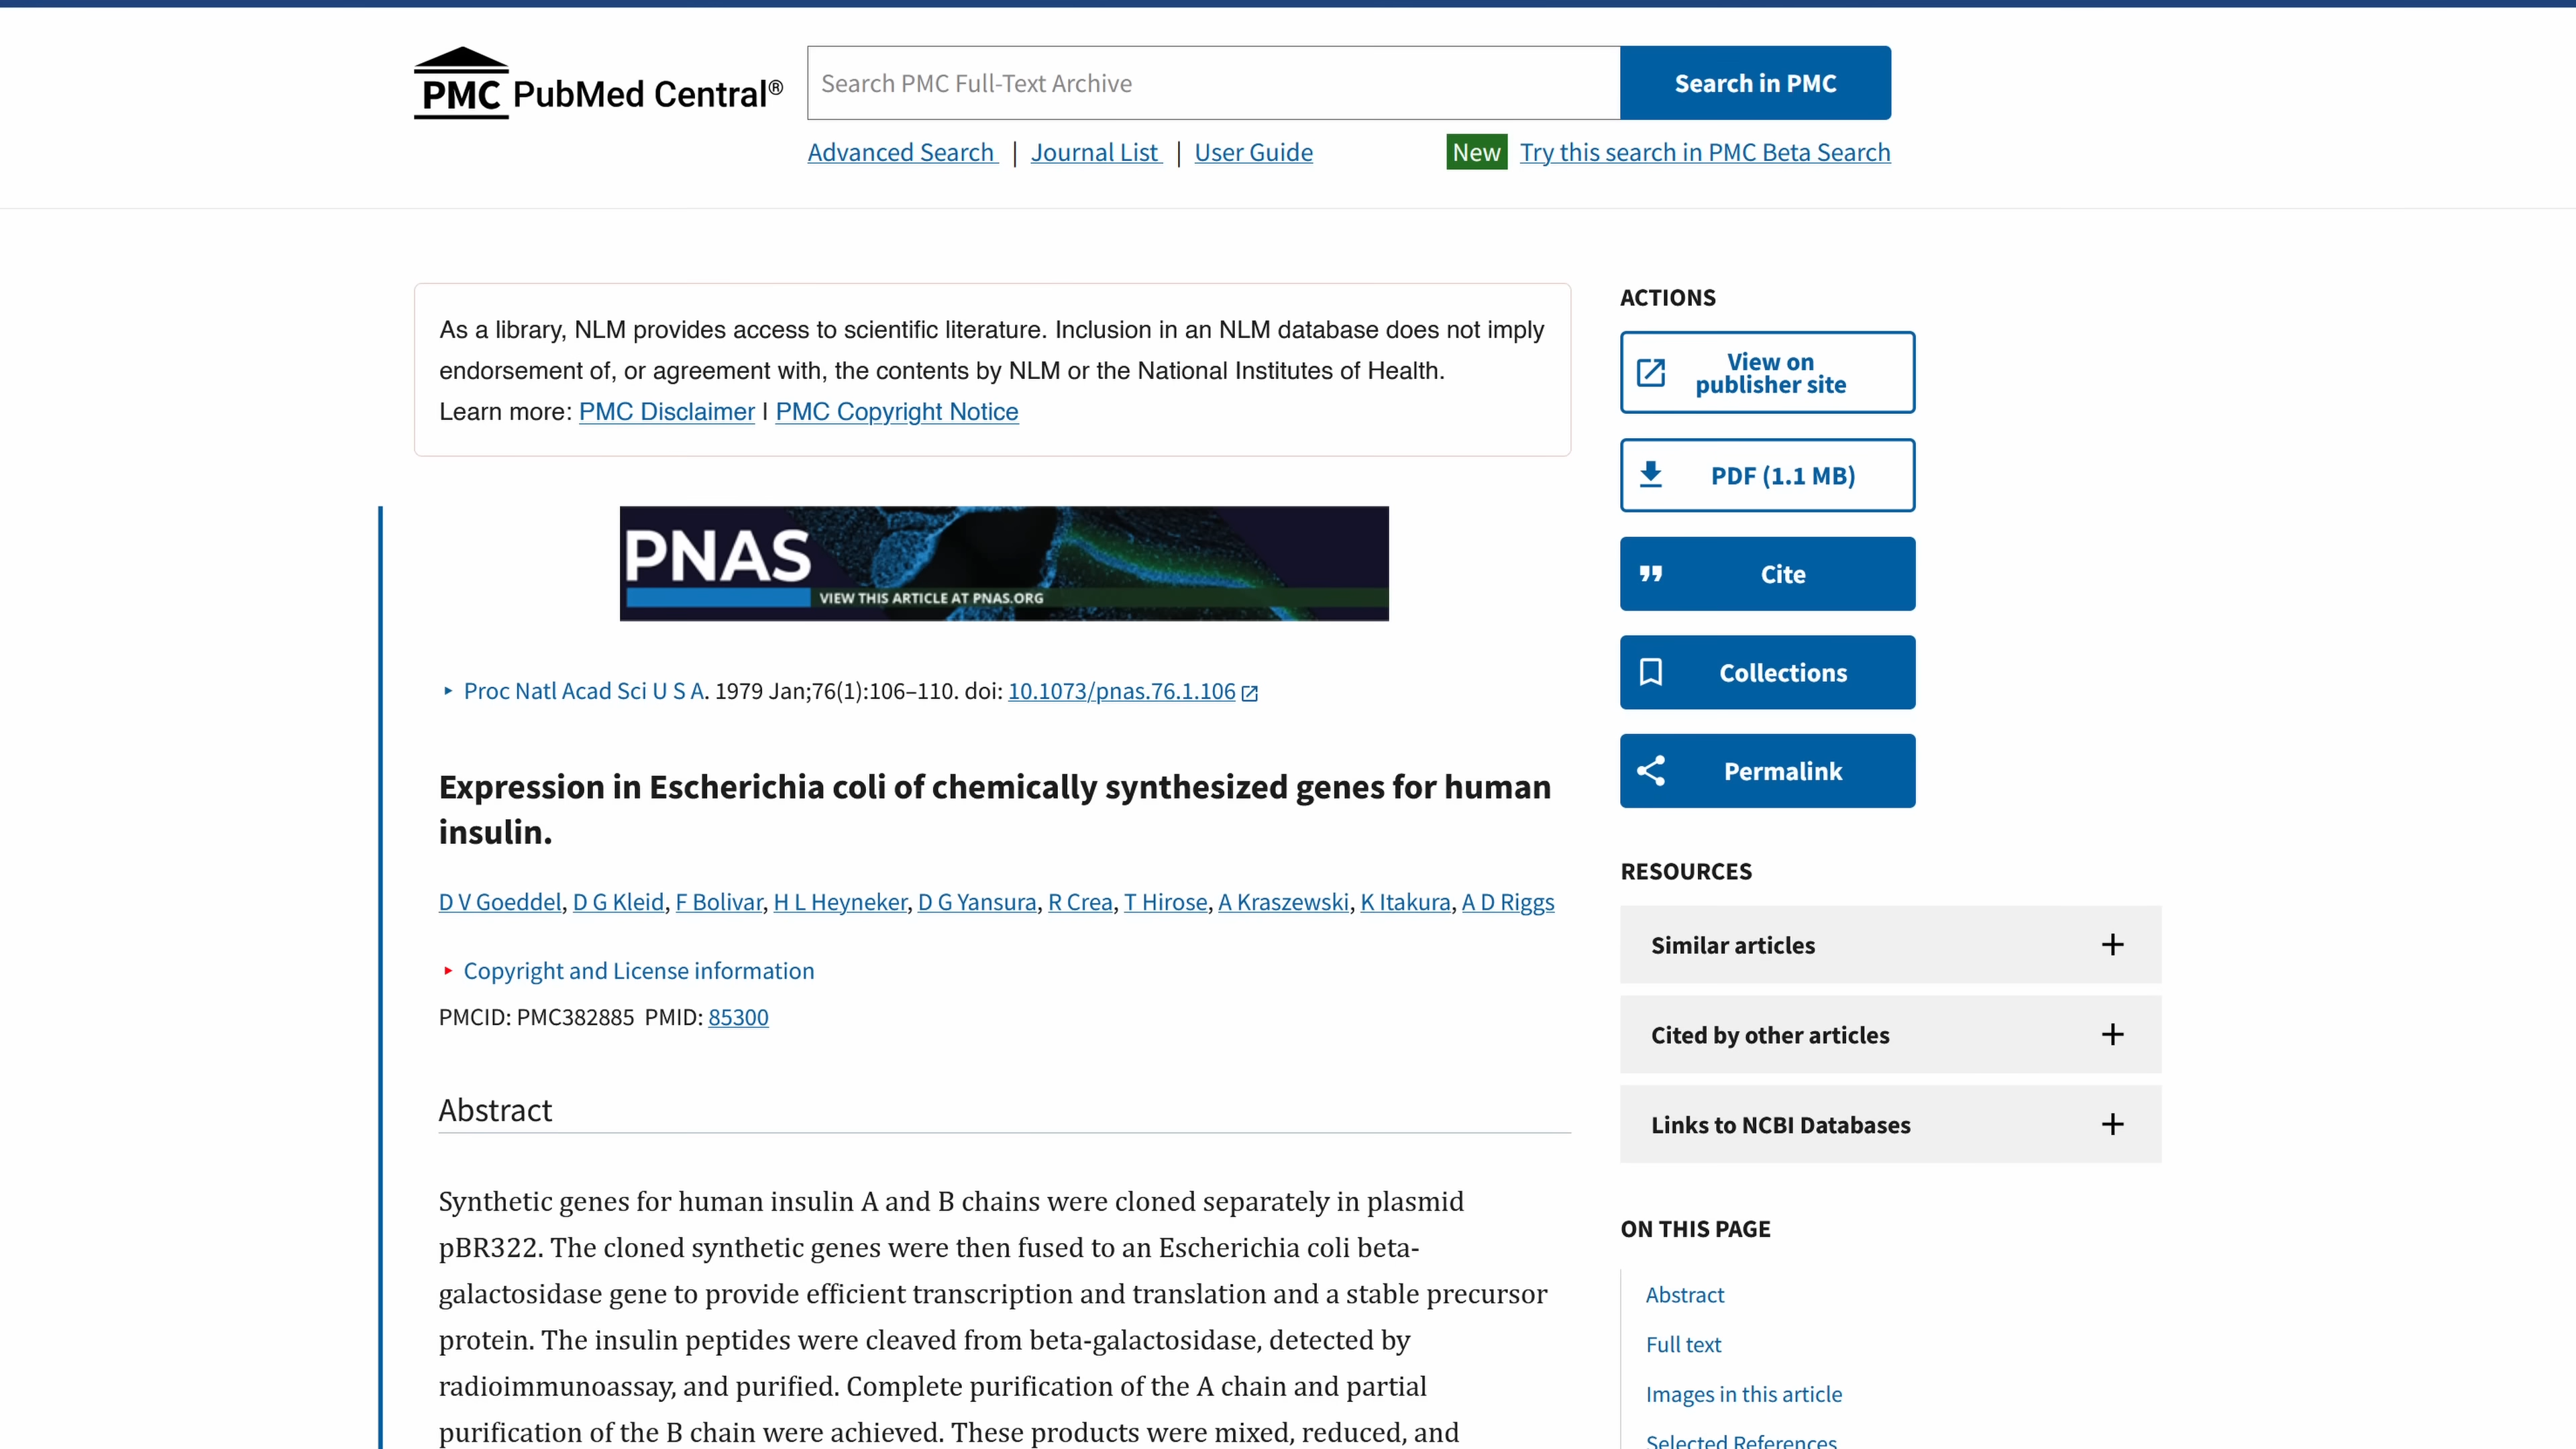 PMC PubMed Central®
Search PMC Full-Text Archive
Search in PMC
Advanced Search | Journal List | User Guide
New Try this search in PMC Beta Search
As a library, NLM provides access to scientific literature. Inclusion in an NLM database does not imply
endorsement of, or agreement with, the contents by NLM or the National Institutes of Health.
Learn more: PMC Disclaimer | PMC Copyright Notice
PNAS
VIEW THIS ARTICLE AT PNAS.ORG
Proc Natl Acad Sci U S A. 1979 Jan;76(1):106–110. doi: 10.1073/pnas.76.1.106
Expression in Escherichia coli of chemically synthesized genes for human
insulin.
D V Goeddel, D G Kleid, F Bolivar, H L Heyneker, D G Yansura, R Crea, T Hirose, A Kraszewski, K Itakura, A D Riggs
Copyright and License information
PMCID: PMC382885 PMID: 85300
Abstract
Synthetic genes for human insulin A and B chains were cloned separately in plasmid
pBR322. The cloned synthetic genes were then fused to an Escherichia coli beta-
galactosidase gene to provide efficient transcription and translation and a stable precursor
protein. The insulin peptides were cleaved from beta-galactosidase, detected by
radioimmunoassay, and purified. Complete purification of the A chain and partial
purification of the B chain were achieved. These products were mixed, reduced, and
ACTIONS
View on
publisher site
PDF (1.1 MB)
Cite
Collections
Permalink
RESOURCES
Similar articles
Cited by other articles
Links to NCBI Databases
ON THIS PAGE
Abstract
Full text
Images in this article
Selected References